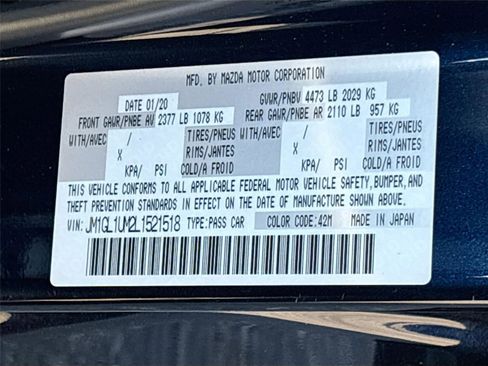 MFD. BY MAZDA MOTOR CORPORATION
DATE 01/20 GVWR/PNBV 4473 LB 2029 KG
FRONT GAWR/PNBE AV 2377 LB 1078 KG REAR GAWR/PNBE AR 2110 LB 957 KG
WITH/AVEC / TIRES/PNEUS WITH/AVEC / TIRES/PNEUS
X RIMS/JANTES X RIMS/JANTES
KPA/ PSI COLD/A FROID KPA/ PSI COLD/A FROID
THIS VEHICLE CONFORMS TO ALL APPLICABLE FEDERAL MOTOR VEHICLE SAFETY, BUMPER, AND
THEFT PREVENTION STANDARDS IN EFFECT ON THE DATE OF MANUFACTURE SHOWN ABOVE.
VIN: JM1GL1UM2L1521518 TYPE:PASS CAR COLOR CODE:42M MADE IN JAPAN